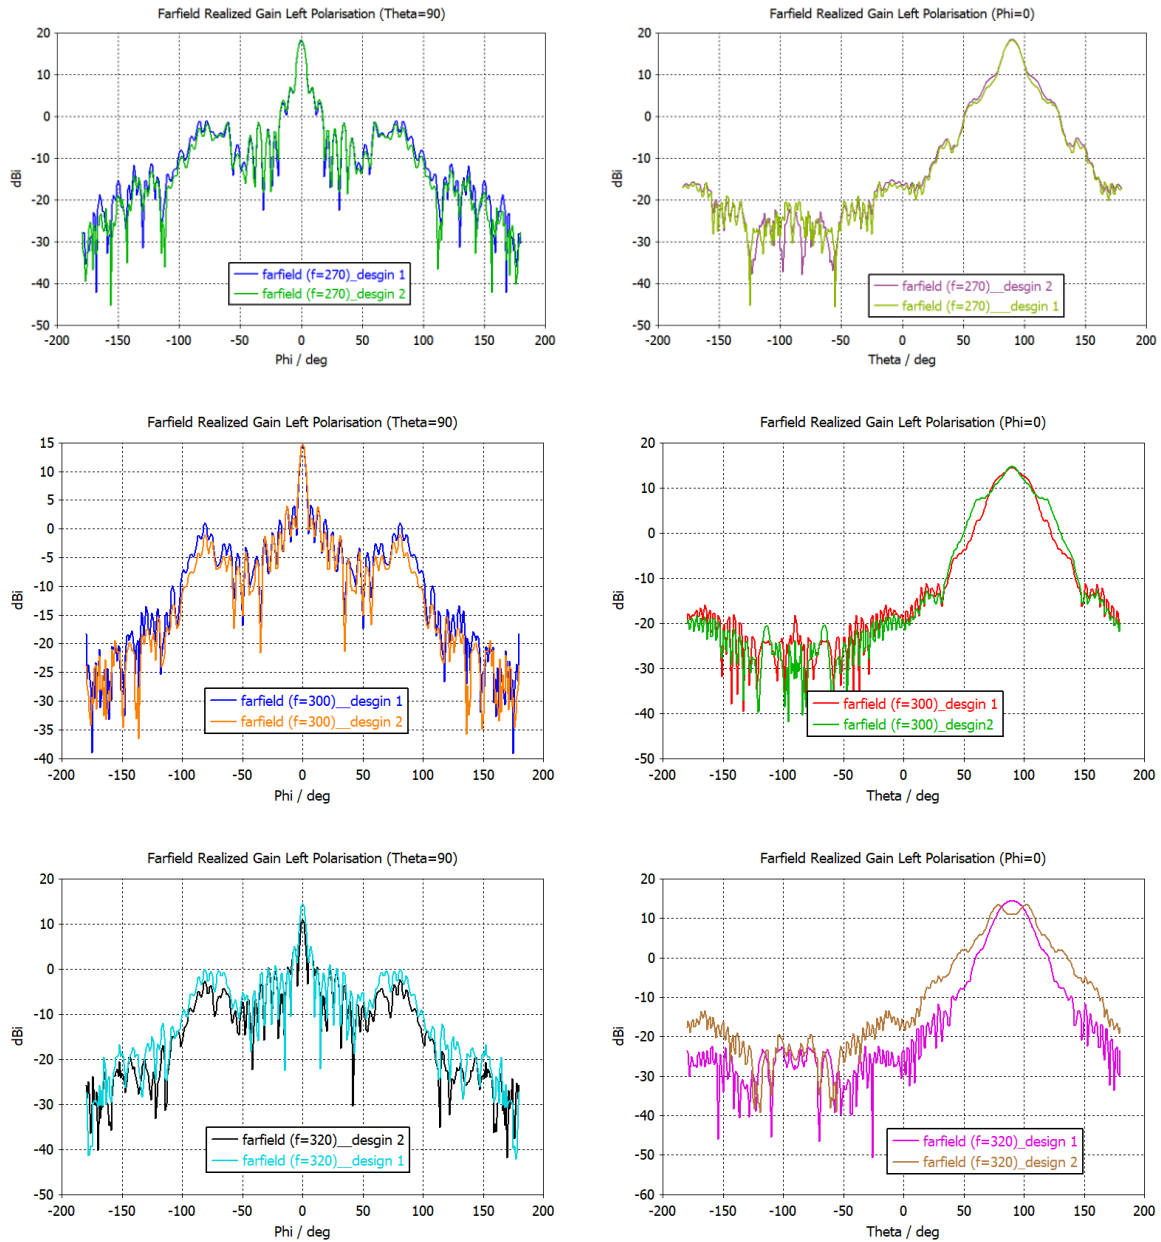 Farfield Realized Gain Left Polarisation (Theta=90)
20
10
0
-10
-20
-30
-40
-50
dBi
farfield (f=270)_desgin 1
farfield (f=270)_desgin 2
-200 -150 -100 -50 0 50 100 150 200
Phi / deg
Farfield Realized Gain Left Polarisation (Phi=0)
20
10
0
-10
-20
-30
-40
-50
dBi
farfield (f=270)__desgin 2
farfield (f=270)___desgin 1
-200 -150 -100 -50 0 50 100 150 200
Theta / deg
Farfield Realized Gain Left Polarisation (Theta=90)
15
10
5
0
-5
-10
-15
-20
-25
-30
-35
-40
dBi
farfield (f=300)__desgin 1
farfield (f=300)__desgin 2
-200 -150 -100 -50 0 50 100 150 200
Phi / deg
Farfield Realized Gain Left Polarisation (Phi=0)
20
10
0
-10
-20
-30
-40
-50
dBi
farfield (f=300)_desgin 1
farfield (f=300)_desgin2
-200 -150 -100 -50 0 50 100 150 200
Theta / deg
Farfield Realized Gain Left Polarisation (Theta=90)
20
10
0
-10
-20
-30
-40
-50
dBi
farfield (f=320)__desgin 2
farfield (f=320)__desgin 1
-200 -150 -100 -50 0 50 100 150 200
Phi / deg
Farfield Realized Gain Left Polarisation (Phi=0)
20
10
0
-10
-20
-30
-40
-50
-60
dBi
farfield (f=320)_design 1
farfield (f=320)_desgin 2
-200 -150 -100 -50 0 50 100 150 200
Theta / deg